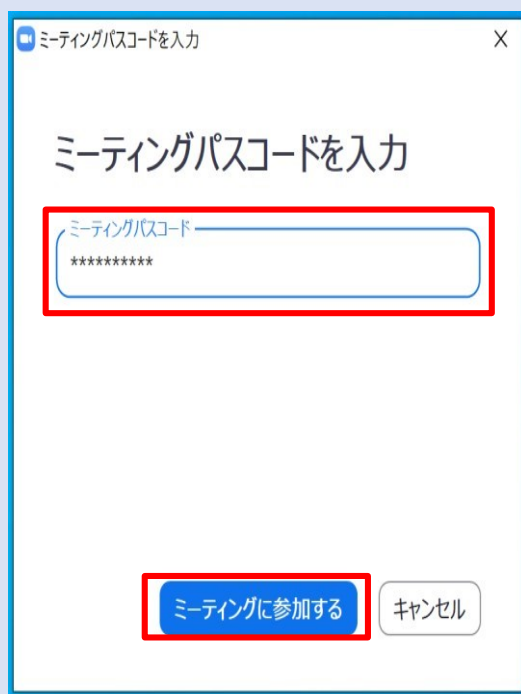 ミーティングパスコードを入力 X
ミーティングパスコードを入力
ミーティングパスコード
**********
ミーティングに参加する キャンセル